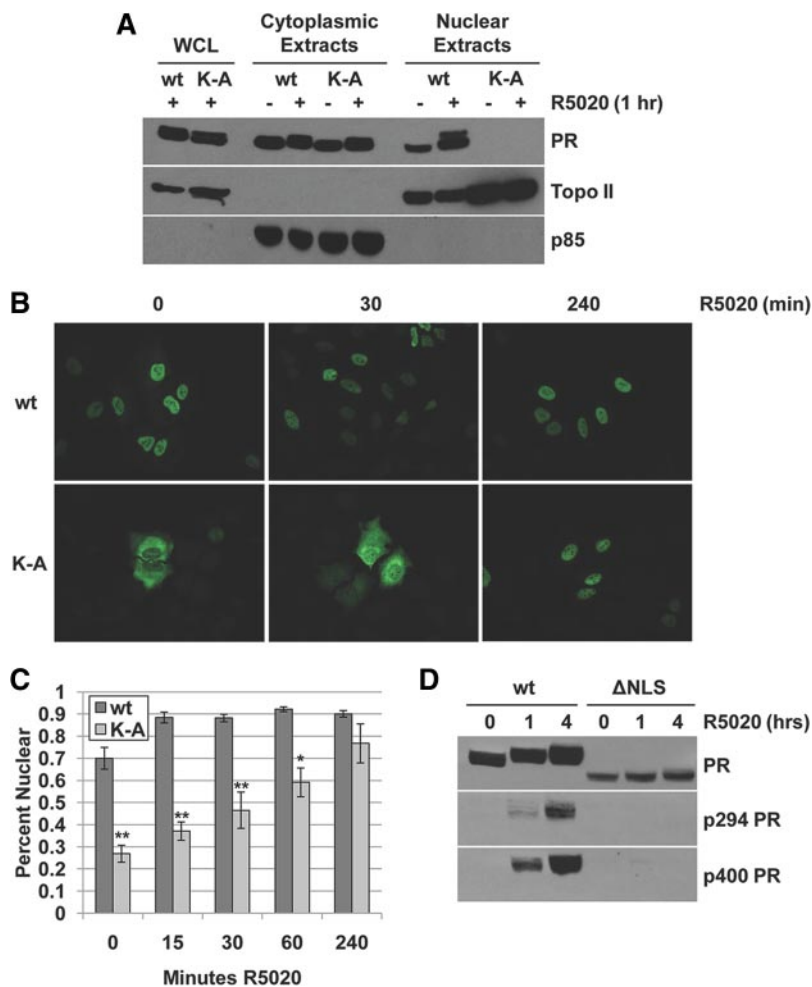 A
WCL
Cytoplasmic Extracts
Nuclear Extracts
wt K-A wt K-A wt K-A
+ + - + - + - + - + R5020 (1 hr)
PR
Topo II
p85
B
0 30 240 R5020 (min)
wt
K-A
C
1
0.9
0.8
0.7
0.6
0.5
0.4
0.3
0.2
0.1
0
Percent Nuclear
wt
K-A
** ** ** *
0 15 30 60 240
Minutes R5020
D
wt ΔNLS
0 1 4 0 1 4 R5020 (hrs)
PR
p294 PR
p400 PR